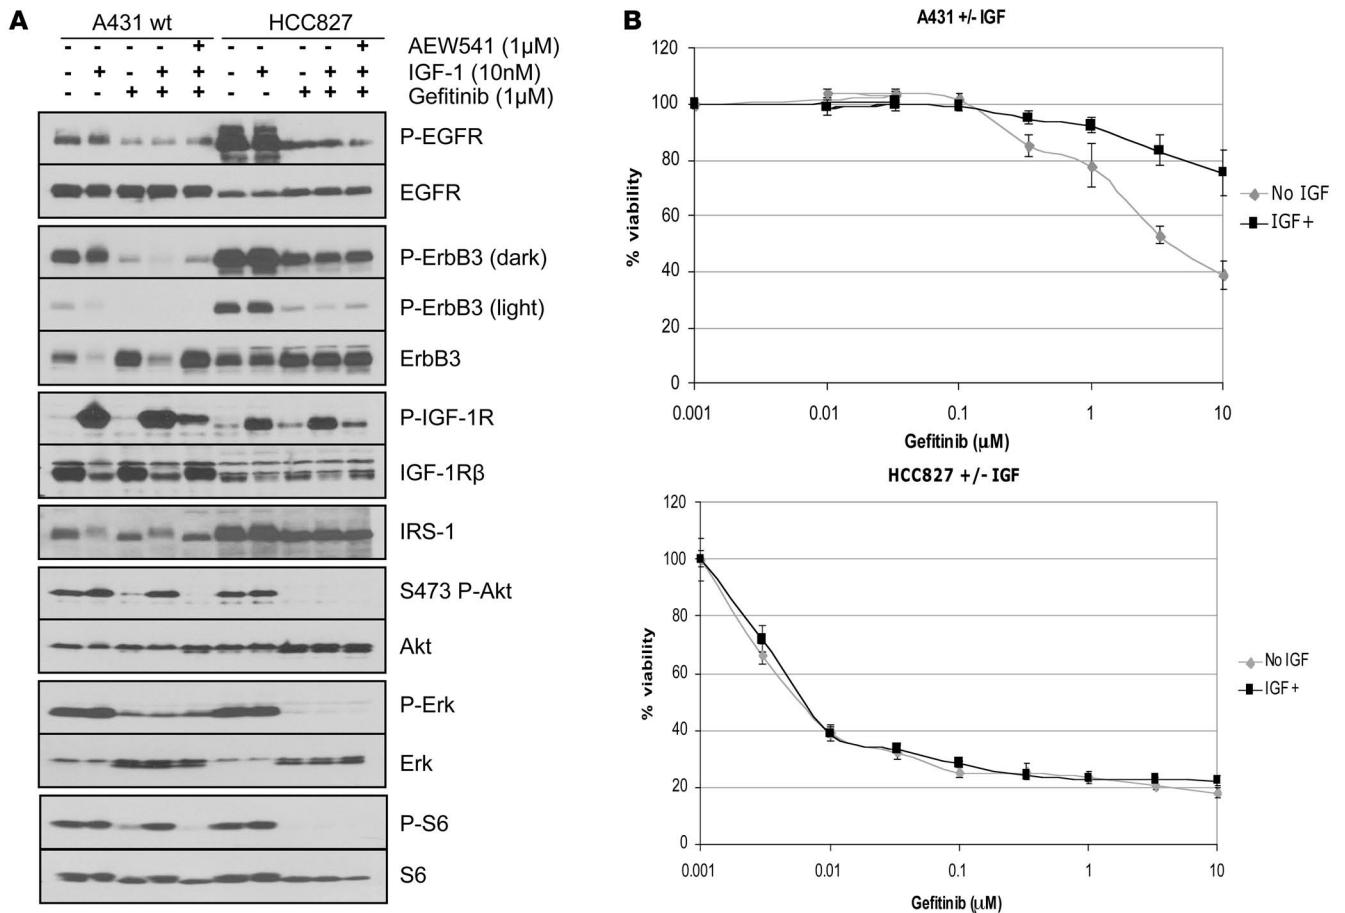 A
A431 wt HCC827
- - - - + - - - - + AEW541 (1µM)
- + - + + - + - + + IGF-1 (10nM)
- - + + + - - + + + Gefitinib (1µM)
P-EGFR
EGFR
P-ErbB3 (dark)
P-ErbB3 (light)
ErbB3
P-IGF-1R
IGF-1Rβ
IRS-1
S473 P-Akt
Akt
P-Erk
Erk
P-S6
S6
B
A431 +/- IGF
120
100
80
60
40
20
0
% viability
0.001 0.01 0.1 1 10
Gefitinib (µM)
No IGF
IGF+
HCC827 +/- IGF
120
100
80
60
40
20
0
% viability
0.001 0.01 0.1 1 10
Gefitinib (µM)
No IGF
IGF+